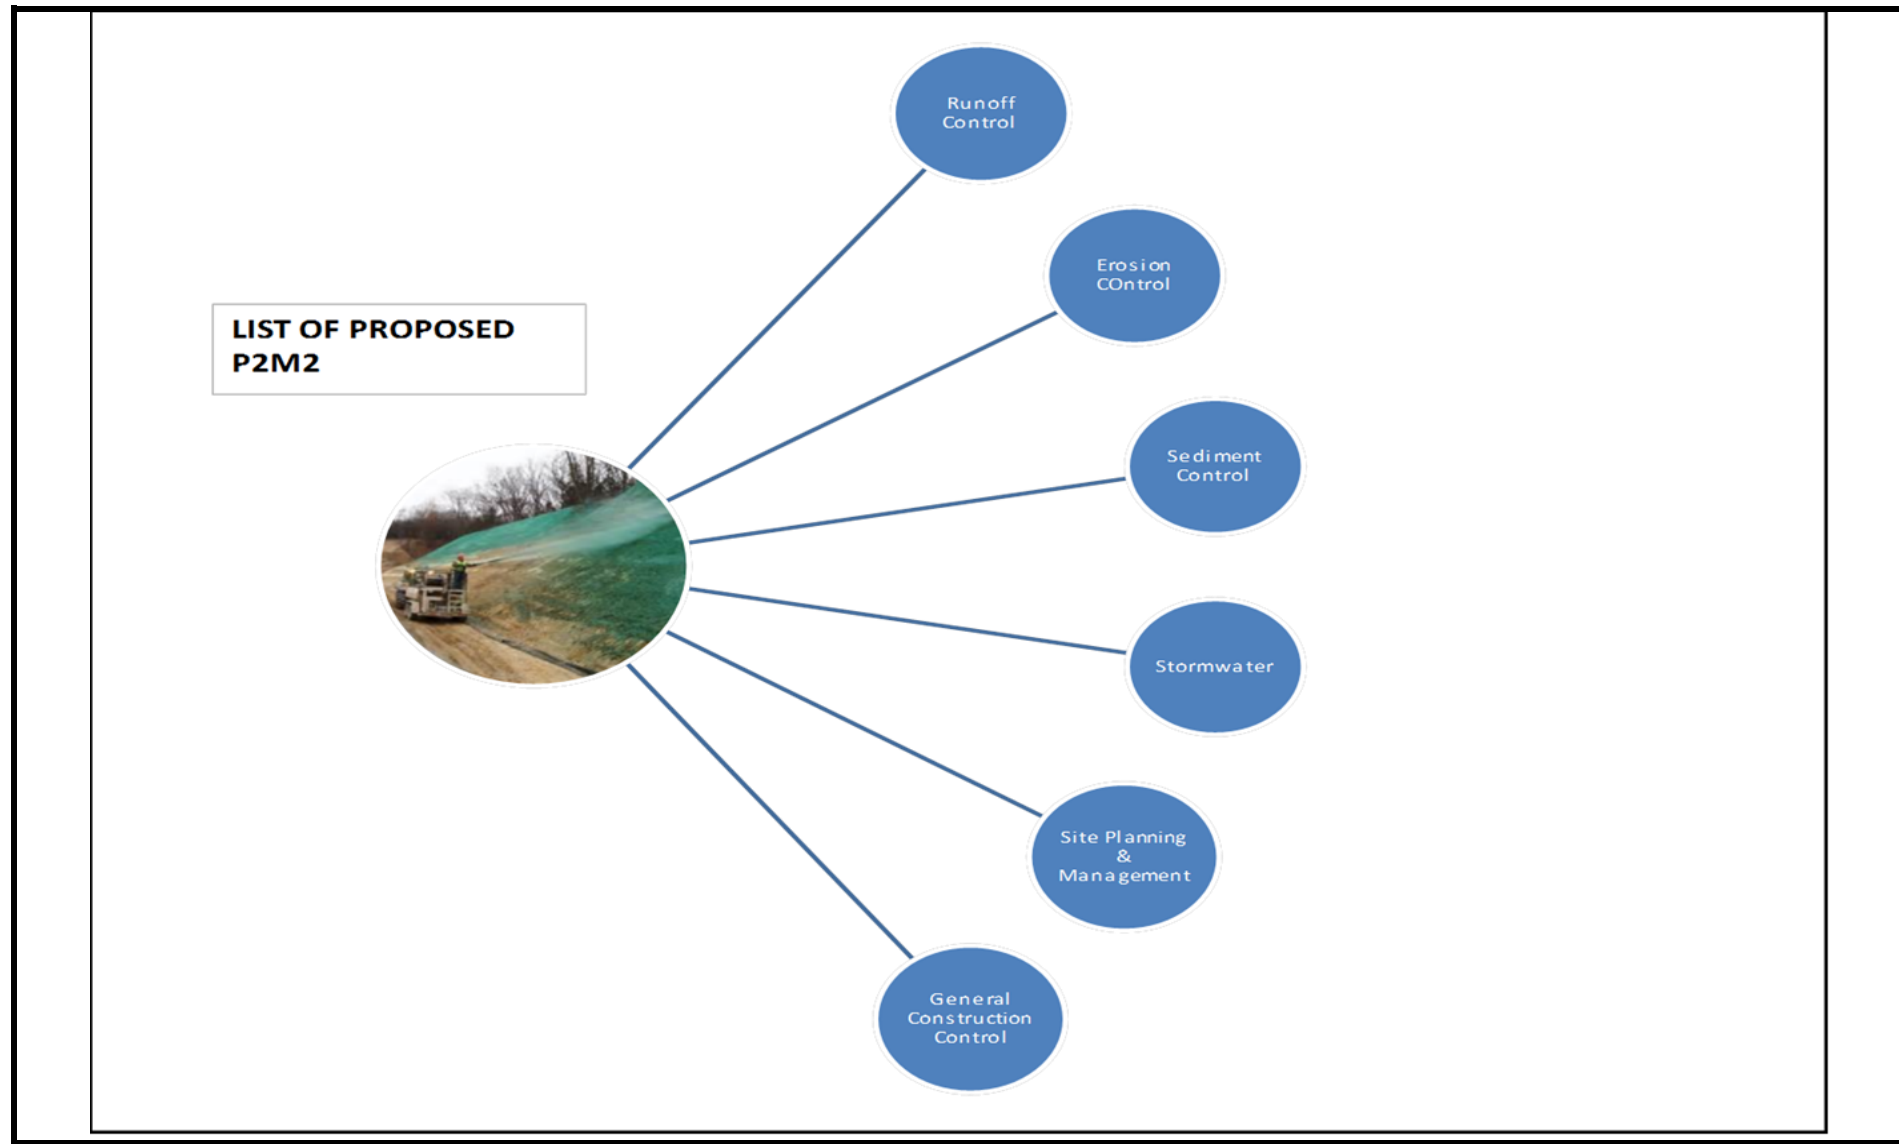 LIST OF PROPOSED
P2M2
Runoff
Control
Erosion
COntrol
Sediment
Control
Stormwater
Site Planning
&
Management
General
Construction
Control